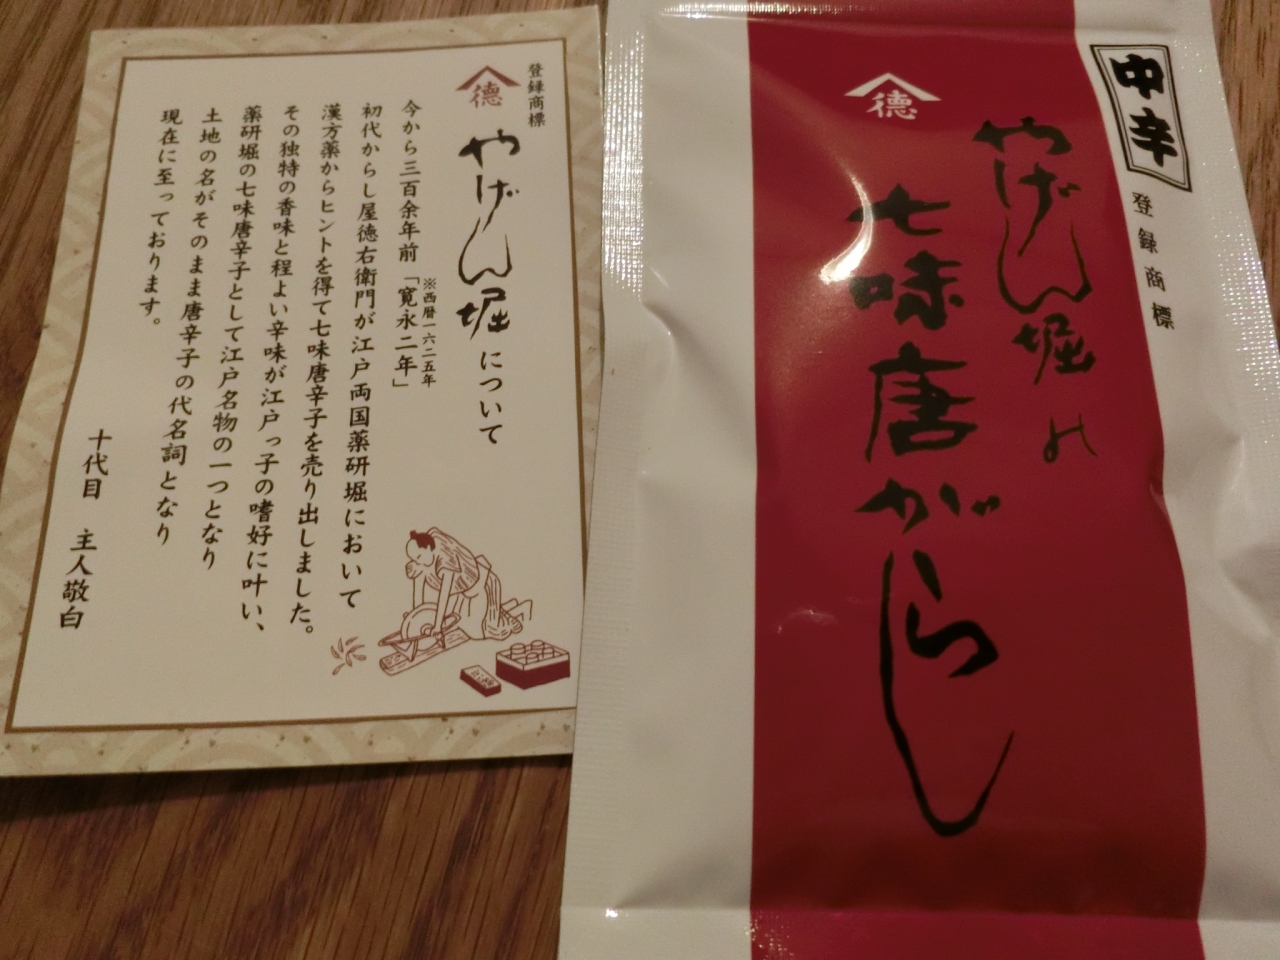 登録商標
徳
やげん堀について
今から三百余年前「寛永二年」
※西暦一六二五年
初代からし屋徳右衛門が江戸両国薬研堀において
漢方薬からヒントを得て七味唐辛子を売り出しました。
その独特の香味と程よい辛味が江戸っ子の嗜好に叶い、
薬研堀の七味唐辛子として江戸名物の一つとなり
土地の名がそのまま唐辛子の代名詞となり
現在に至っております。
十代目 主人敬白
中辛
登録商標
やげん堀の
徳
七味唐がらし